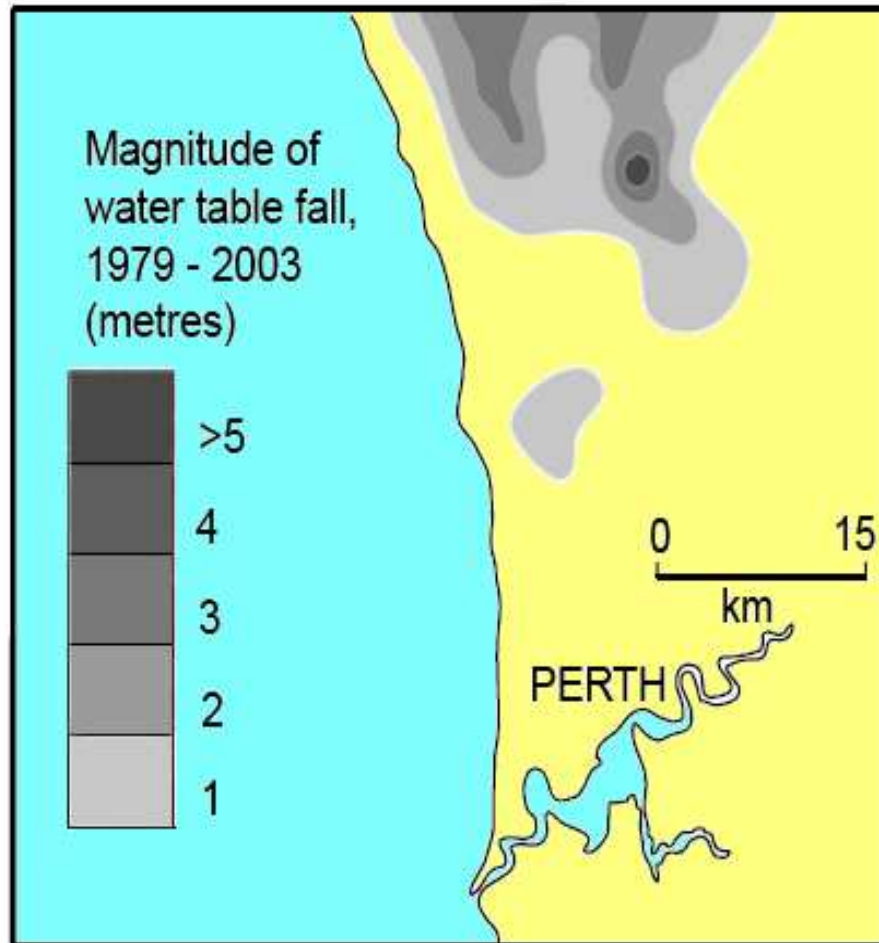 Magnitude of
water table fall,
1979 - 2003
(metres)
>5
4
3
2
1
0 15
km
PERTH